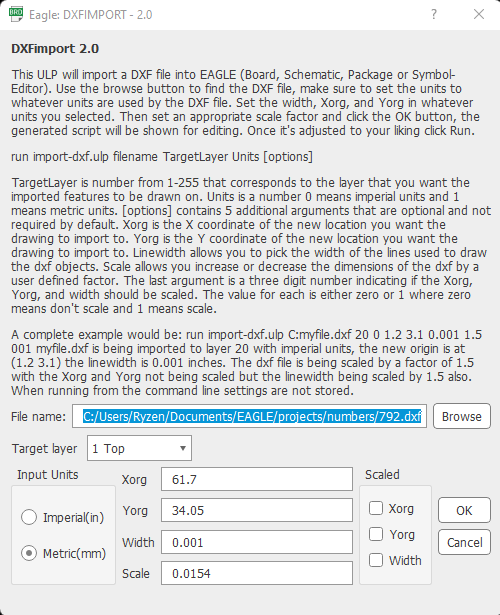 Eagle: DXFIMPORT - 2.0
DXFimport 2.0
This ULP will import a DXF file into EAGLE (Board, Schematic, Package or Symbol-
Editor). Use the browse button to find the DXF file, make sure to set the units to
whatever units are used by the DXF file. Set the width, Xorg, and Yorg in whatever
units you selected. Then set an appropriate scale factor and click the OK button, the
generated script will be shown for editing. Once it's adjusted to your liking click Run.
run import-dxf.ulp filename TargetLayer Units [options]
TargetLayer is number from 1-255 that corresponds to the layer that you want the
imported features to be drawn on. Units is a number 0 means imperial units and 1
means metric units. [options] contains 5 additional arguments that are optional and not
required by default. Xorg is the X coordinate of the new location you want the
drawing to import to. Yorg is the Y coordinate of the new location you want the
drawing to import to. Linewidth allows you to pick the width of the lines used to draw
the dxf objects. Scale allows you increase or decrease the dimensions of the dxf by a
user defined factor. The last argument is a three digit number indicating if the Xorg,
Yorg, and width should be scaled. The value for each is either zero or 1 where zero
means don't scale and 1 means scale.
A complete example would be: run import-dxf.ulp C:myfile.dxf 20 0 1.2 3.1 0.001 1.5
001 myfile.dxf is being imported to layer 20 with imperial units, the new origin is at
(1.2 3.1) the linewidth is 0.001 inches. The dxf file is being scaled by a factor of 1.5
with the Xorg and Yorg not being scaled but the linewidth being scaled by 1.5 also.
When running from the command line settings are not stored.
File name: C:/Users/Ryzen/Documents/EAGLE/projects/numbers/792.dxf Browse
Target layer 1 Top
Input Units
Imperial(in)
Metric(mm)
Xorg 61.7
Yorg 34.05
Width 0.001
Scale 0.0154
Scaled
Xorg
Yorg
Width
OK
Cancel